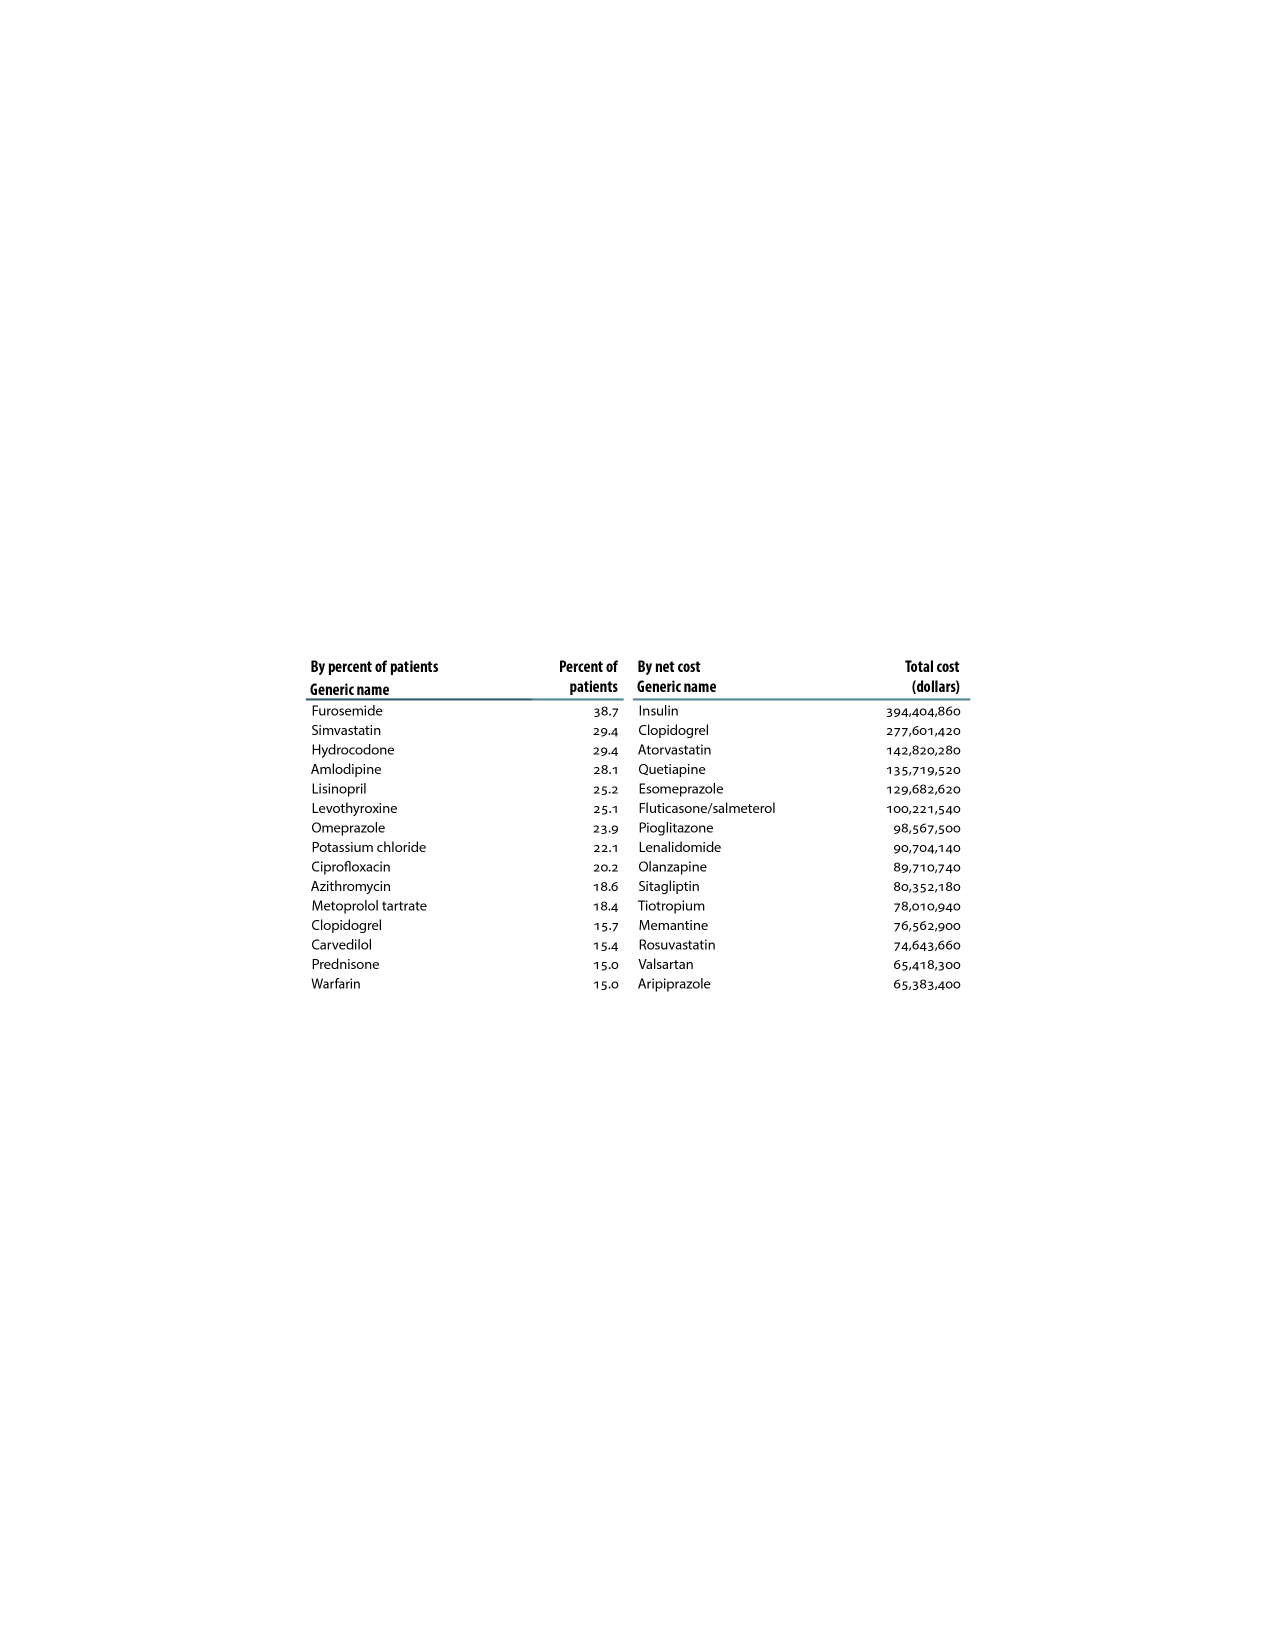 By percent of patients Percent of By net cost Total cost
Generic name patients Generic name (dollars)
Furosemide 38.7 Insulin 394,404,860
Simvastatin 29.4 Clopidogrel 277,601,420
Hydrocodone 29.4 Atorvastatin 142,820,280
Amlodipine 28.1 Quetiapine 135,719,520
Lisinopril 25.2 Esomeprazole 129,682,620
Levothyroxine 25.1 Fluticasone/salmeterol 100,221,540
Omeprazole 23.9 Pioglitazone 98,567,500
Potassium chloride 22.1 Lenalidomide 90,704,140
Ciprofloxacin 20.2 Olanzapine 89,710,740
Azithromycin 18.6 Sitagliptin 80,352,180
Metoprolol tartrate 18.4 Tiotropium 78,010,940
Clopidogrel 15.7 Memantine 76,562,900
Carvedilol 15.4 Rosuvastatin 74,643,660
Prednisone 15.0 Valsartan 65,418,300
Warfarin 15.0 Aripiprazole 65,383,400